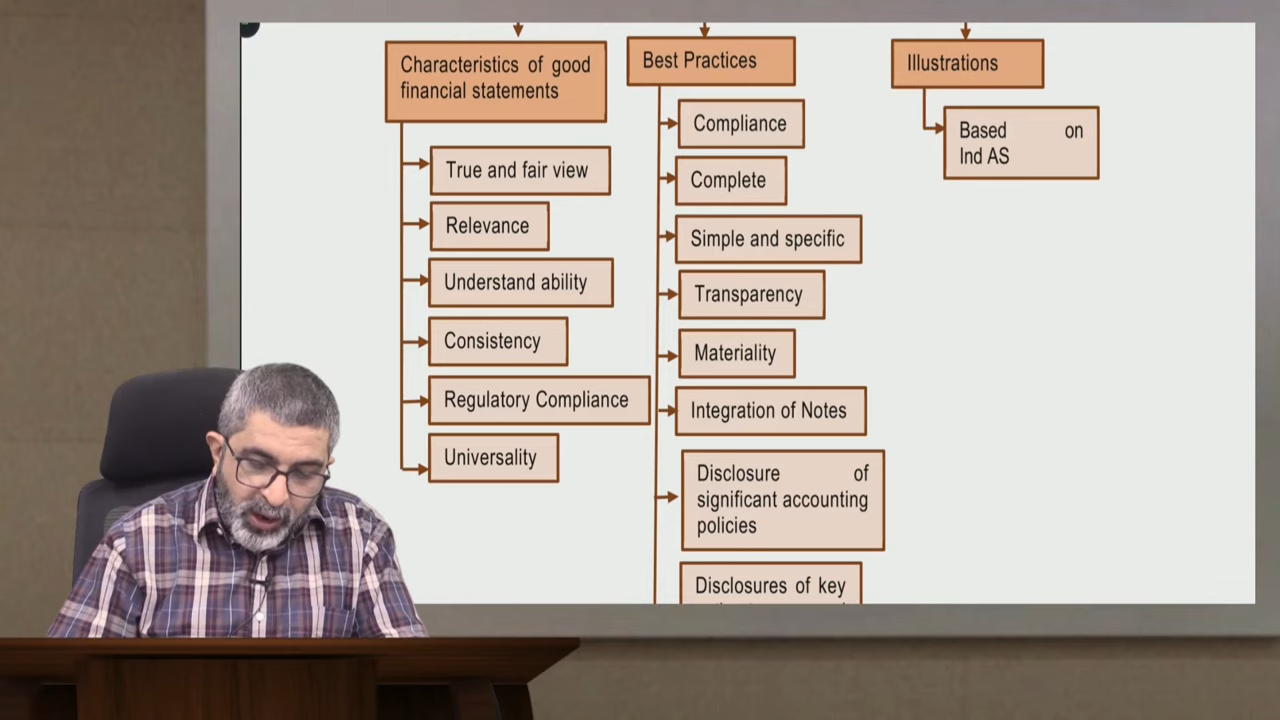 Characteristics of good
financial statements
True and fair view
Relevance
Understand ability
Consistency
Regulatory Compliance
Universality
Best Practices
Compliance
Complete
Simple and specific
Transparency
Materiality
Integration of Notes
Disclosure of
significant accounting
policies
Disclosures of key
Illustrations
Based on
Ind AS